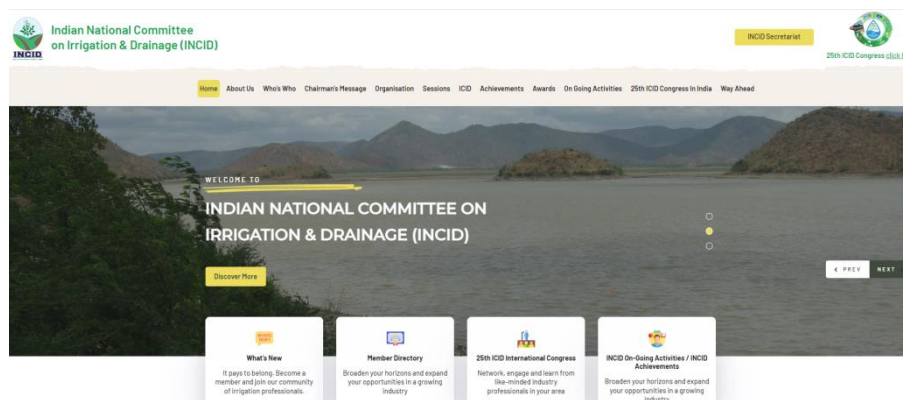 INCID
Indian National Committee
on Irrigation & Drainage (INCID)
INCID Secretariat
25th ICID Congress click
Home About Us Who's Who Chairman's Message Organisation Sessions ICID Achievements Awards On Going Activities 25th ICID Congress in India Way Ahead
WELCOME TO
INDIAN NATIONAL COMMITTEE ON
IRRIGATION & DRAINAGE (INCID)
Discover More
PREV NEXT
What's New
It pays to belong. Become a
member and join our community
of irrigation professionals.
Member Directory
Broaden your horizons and expand
your opportunities in a growing
industry
25th ICID International Congress
Network, engage and learn from
like-minded industry
professionals in your area
INCID On-Going Activities / INCID
Achievements
Broaden your horizons and expand
your opportunities in a growing
industry